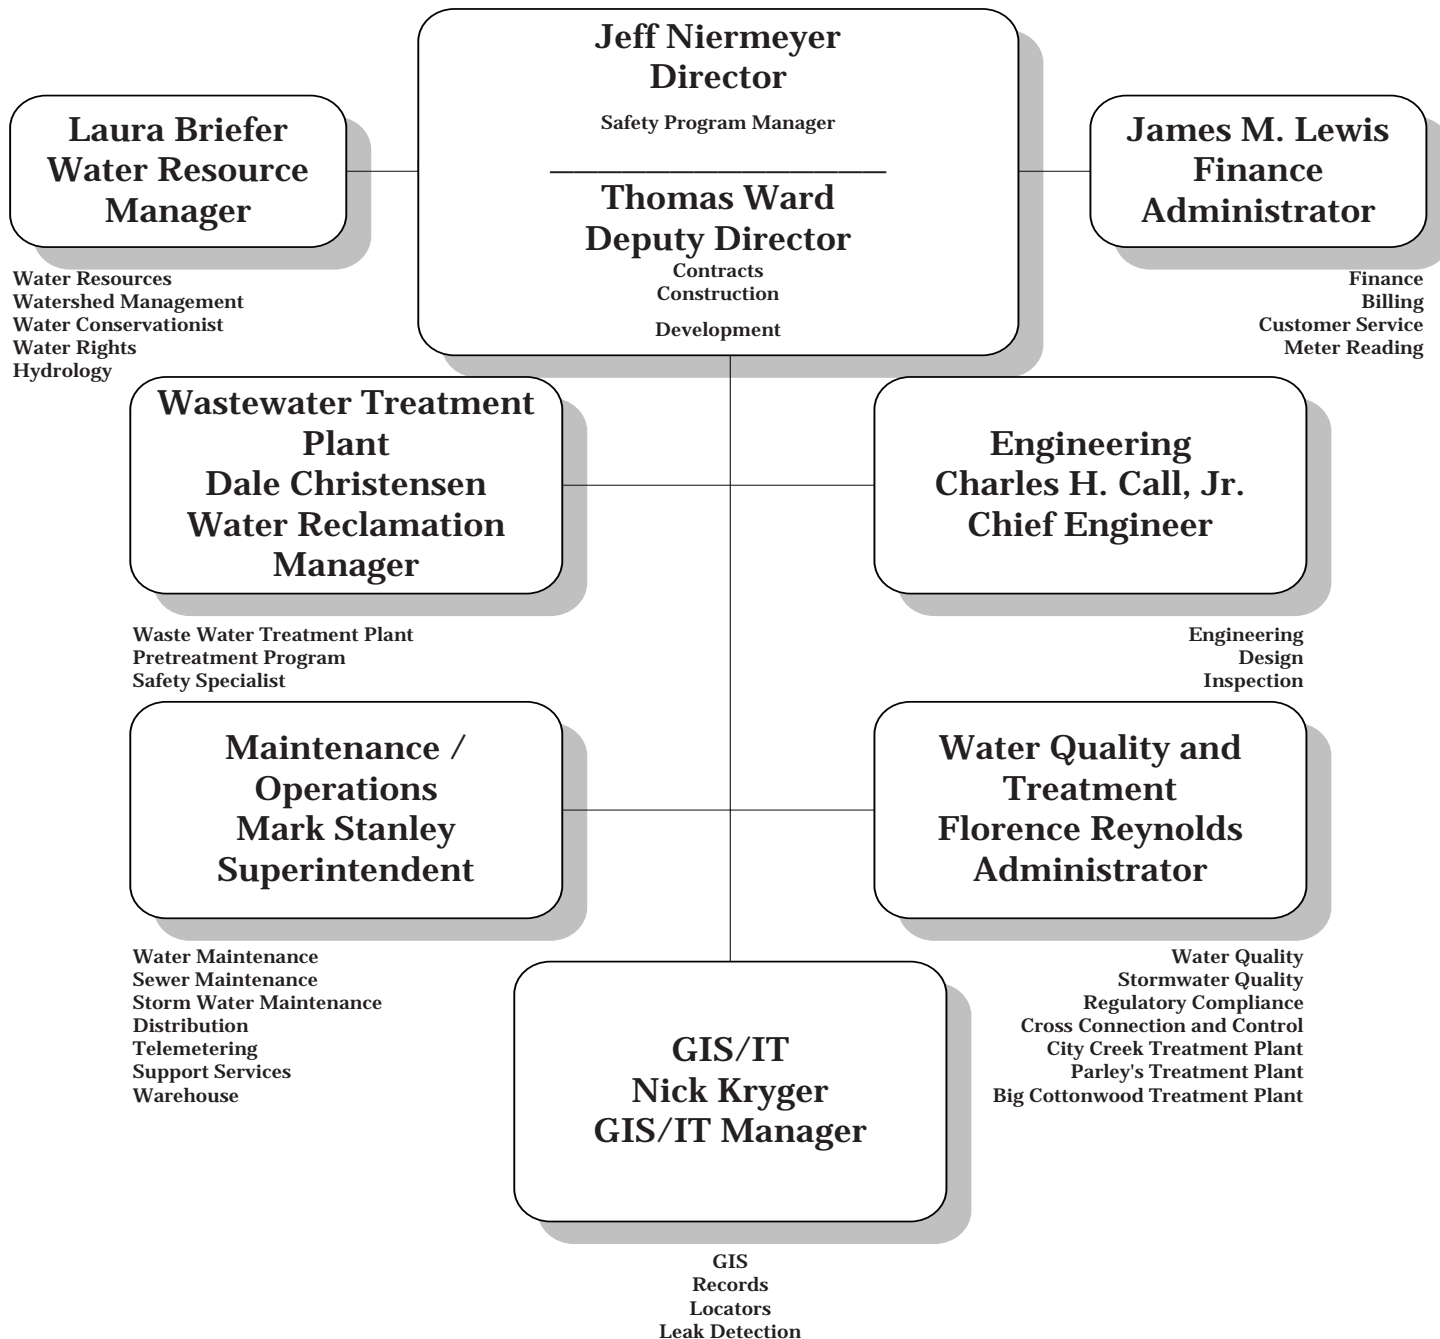 Jeff Niermeyer
Director
Safety Program Manager
Thomas Ward
Deputy Director
Contracts
Construction
Development
Laura Briefer
Water Resource
Manager
Water Resources
Watershed Management
Water Conservationist
Water Rights
Hydrology
James M. Lewis
Finance
Administrator
Finance
Billing
Customer Service
Meter Reading
Wastewater Treatment
Plant
Dale Christensen
Water Reclamation
Manager
Waste Water Treatment Plant
Pretreatment Program
Safety Specialist
Engineering
Charles H. Call, Jr.
Chief Engineer
Engineering
Design
Inspection
Maintenance /
Operations
Mark Stanley
Superintendent
Water Maintenance
Sewer Maintenance
Storm Water Maintenance
Distribution
Telemetering
Support Services
Warehouse
Water Quality and
Treatment
Florence Reynolds
Administrator
Water Quality
Stormwater Quality
Regulatory Compliance
Cross Connection and Control
City Creek Treatment Plant
Parley's Treatment Plant
Big Cottonwood Treatment Plant
GIS/IT
Nick Kryger
GIS/IT Manager
GIS
Records
Locators
Leak Detection